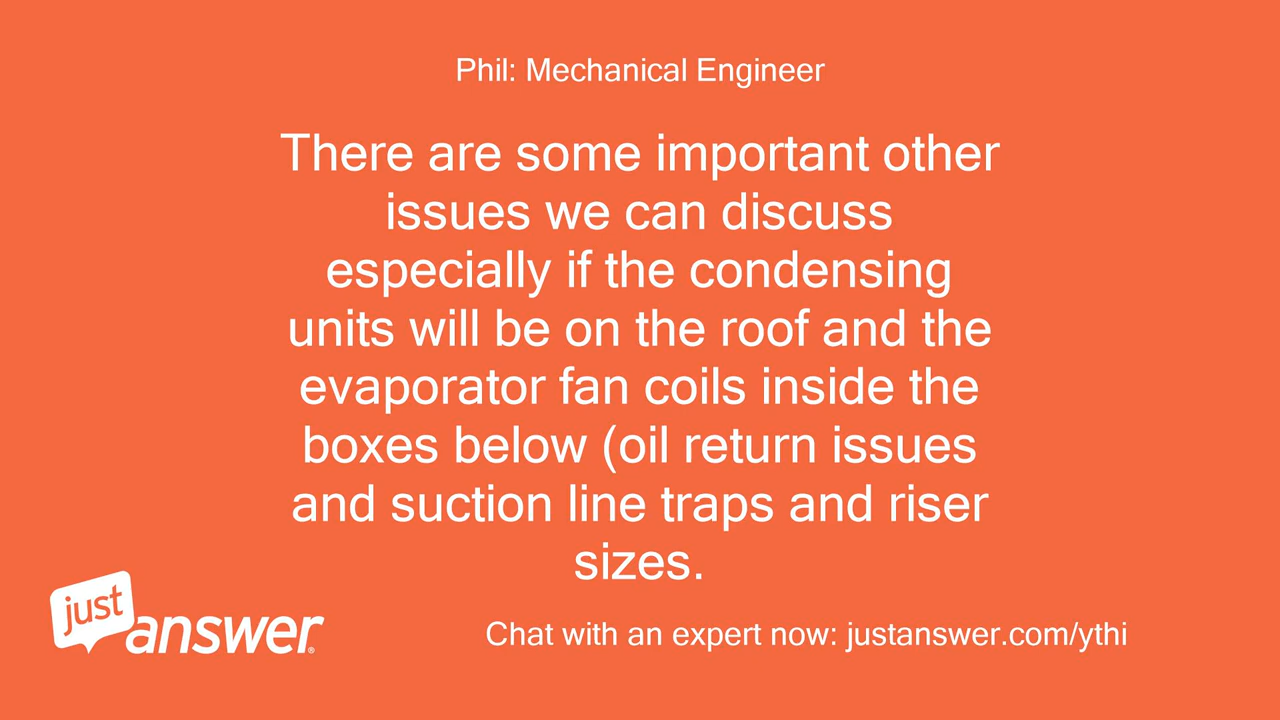 Phil: Mechanical Engineer
There are some important other
issues we can discuss
especially if the condensing
units will be on the roof and the
evaporator fan coils inside the
boxes below (oil return issues
and suction line traps and riser
sizes.
just
answer®
Chat with an expert now: justanswer.com/ythi